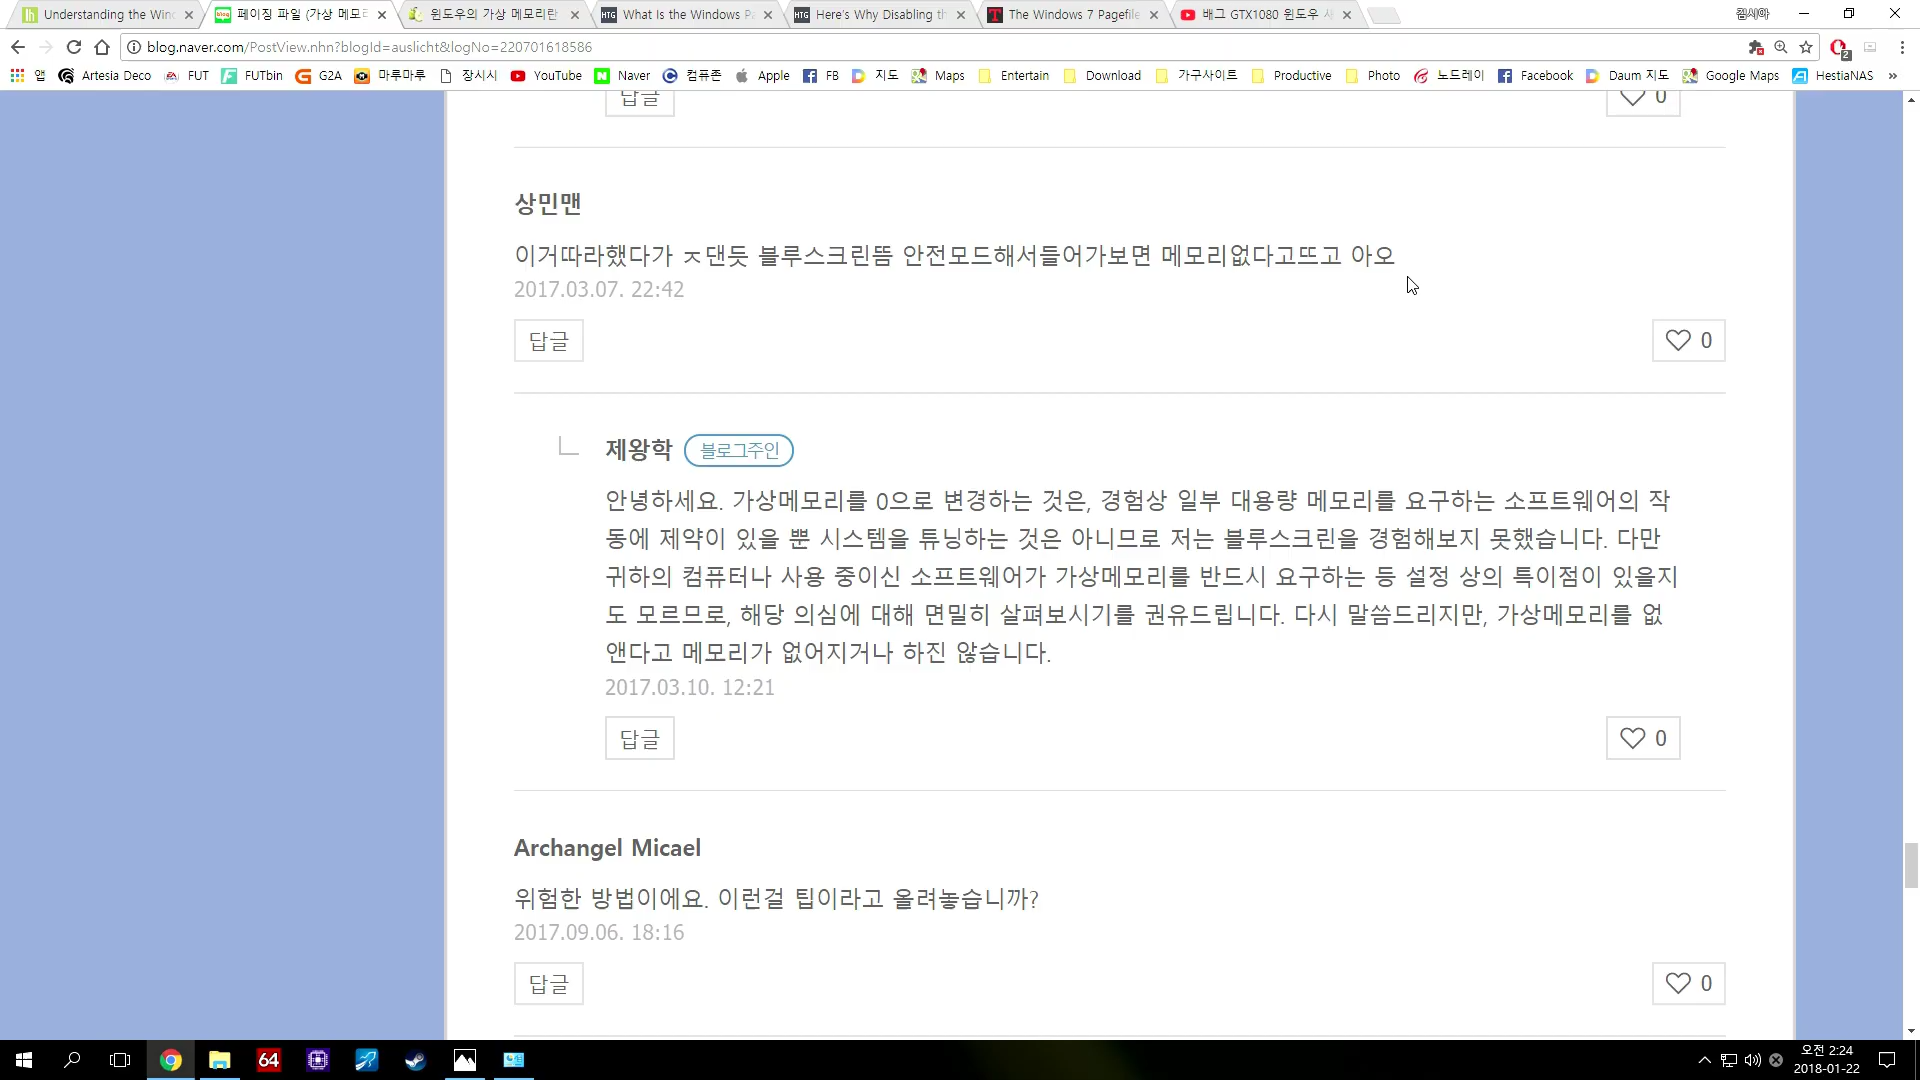 Understanding the Winc
페이징 파일 (가상 메모리
윈도우의 가상 메모리란
What Is the Windows Pa
Here's Why Disabling th
The Windows 7 Pagefile
배그 GTX1080 윈도우 사
킴시아
blog.naver.com/PostView.nhn?blogId=auslicht&logNo=220701618586
앱
Artesia Deco
FUT
FUTbin
G2A
마루마루
장시시
YouTube
Naver
컴퓨존
Apple
FB
지도
Maps
Entertain
Download
가구사이트
Productive
Photo
노드레이
Facebook
Daum 지도
Google Maps
HestiaNAS
답글
0
상민맨
이거따라했다가 ㅈ댄듯 블루스크린뜸 안전모드해서들어가보면 메모리없다고뜨고 아오
2017.03.07. 22:42
답글
0
제왕학 블로그주인
안녕하세요. 가상메모리를 0으로 변경하는 것은, 경험상 일부 대용량 메모리를 요구하는 소프트웨어의 작
동에 제약이 있을 뿐 시스템을 튜닝하는 것은 아니므로 저는 블루스크린을 경험해보지 못했습니다. 다만
귀하의 컴퓨터나 사용 중이신 소프트웨어가 가상메모리를 반드시 요구하는 등 설정 상의 특이점이 있을지
도 모르므로, 해당 의심에 대해 면밀히 살펴보시기를 권유드립니다. 다시 말씀드리지만, 가상메모리를 없
앤다고 메모리가 없어지거나 하진 않습니다.
2017.03.10. 12:21
답글
0
Archangel Micael
위험한 방법이에요. 이런걸 팁이라고 올려놓습니까?
2017.09.06. 18:16
답글
0
64
오전 2:24
2018-01-22